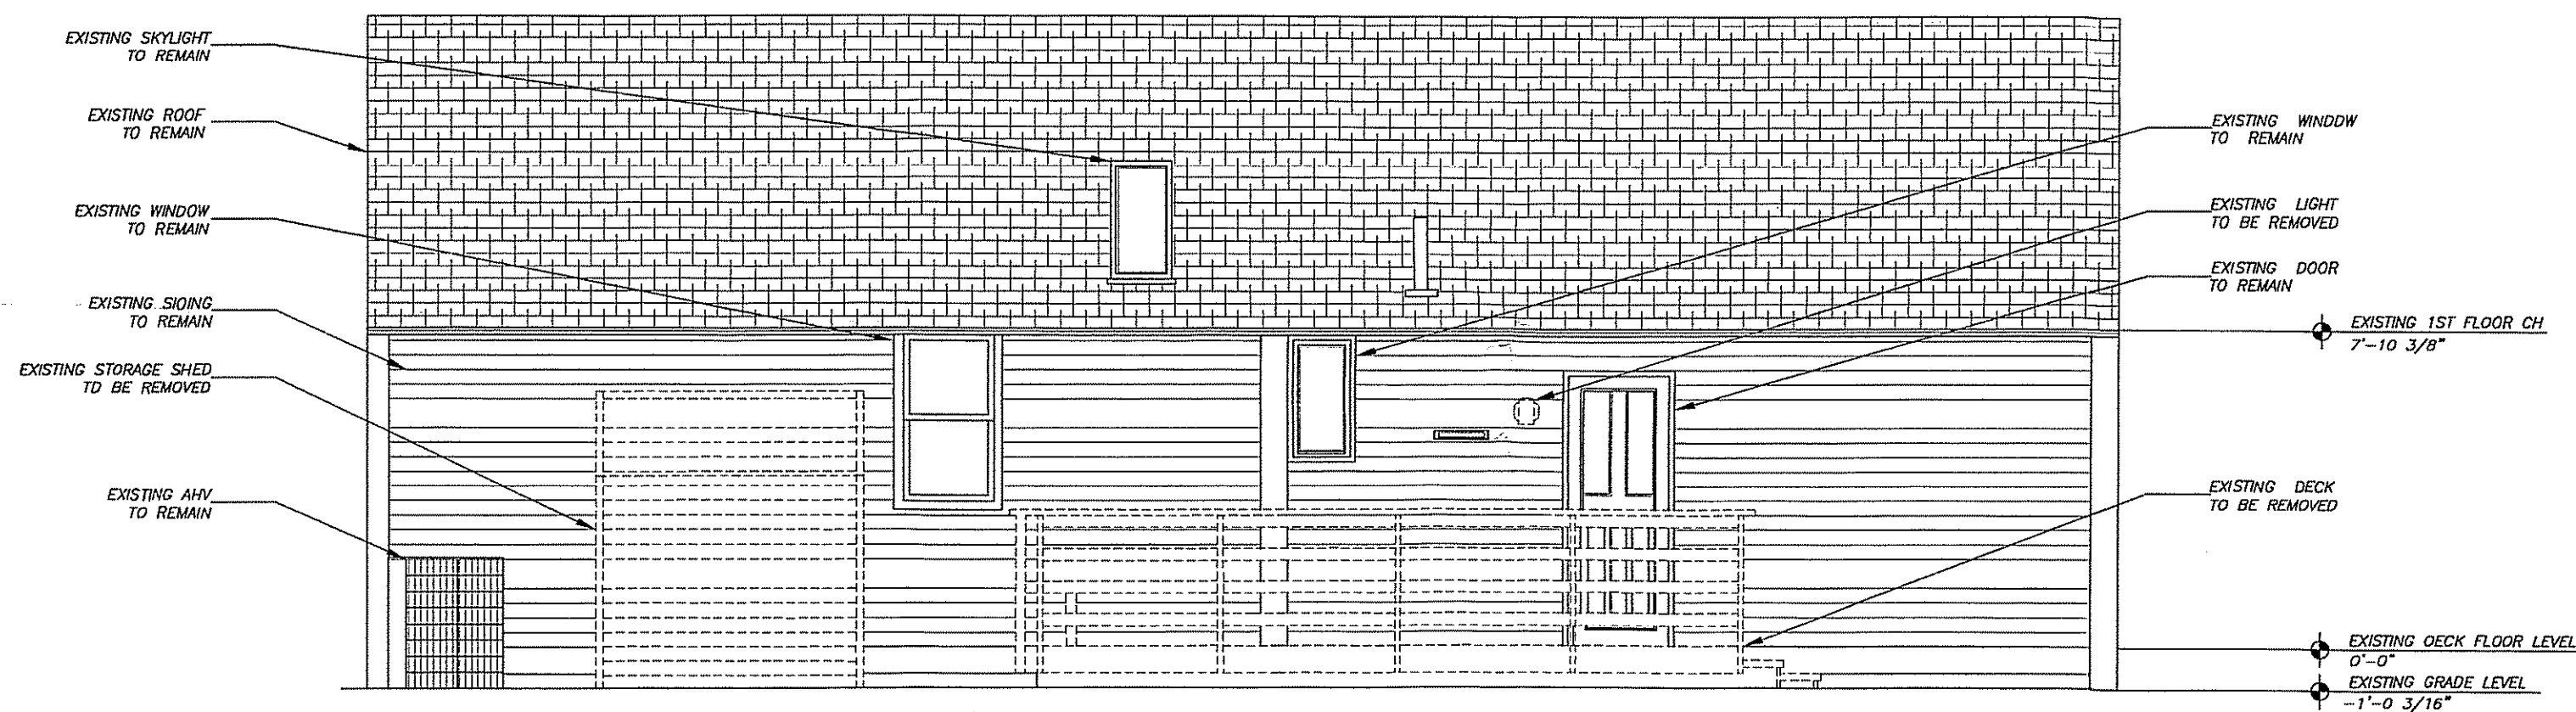 EXISTING SKYLIGHT
TO REMAIN
EXISTING ROOF
TO REMAIN
EXISTING WINDOW
TO REMAIN
EXISTING SIOING
TO REMAIN
EXISTING STORAGE SHED
TD BE REMOVED
EXISTING AHV
TO REMAIN
EXISTING WINDDW
TO REMAIN
EXISTING LIGHT
TO BE REMOVED
EXISTING DOOR
TO REMAIN
EXISTING 1ST FLOOR CH
7'-10 3/8"
EXISTING DECK
TO BE REMOVED
EXISTING OECK FLOOR LEVEL
0'-0"
EXISTING GRADE LEVEL
-1'-0 3/16"